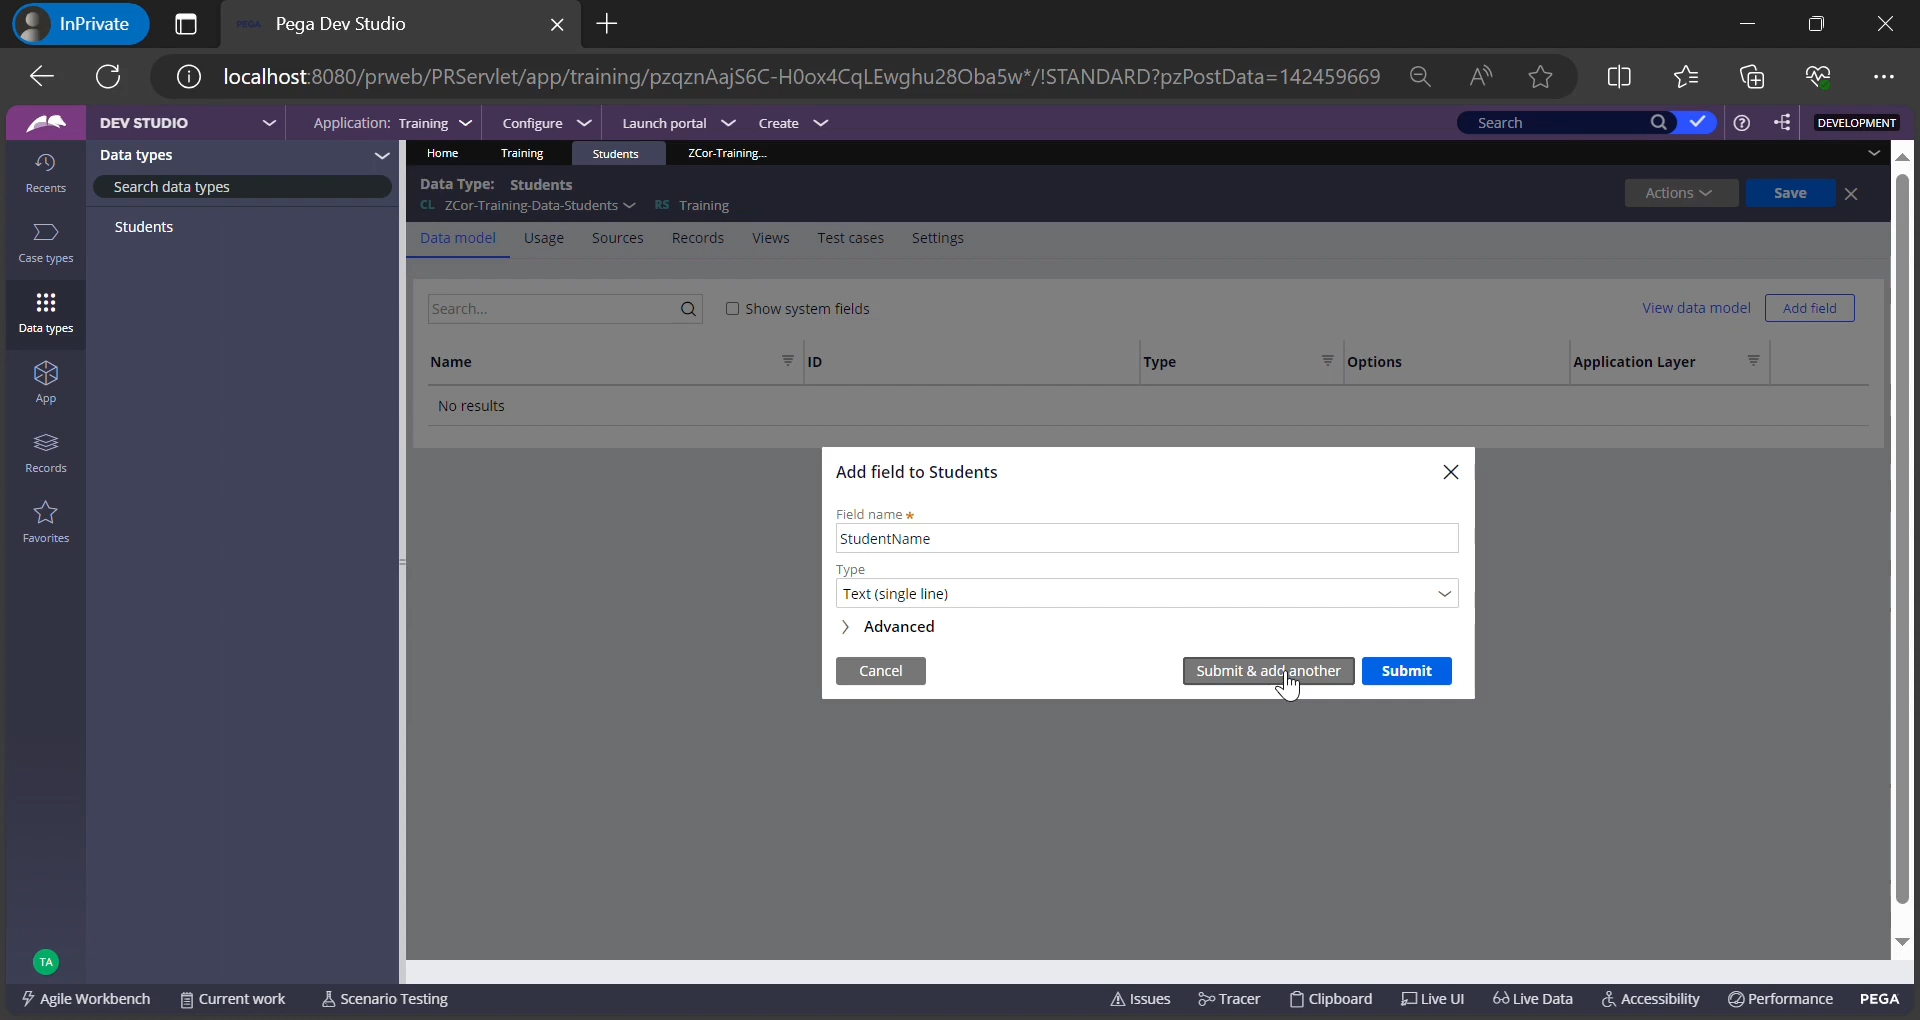 InPrivate
PEGA Pega Dev Studio
localhost:8080/prweb/PRServlet/app/training/pzqznAajS6C-H0ox4CqLEwghu28Oba5w*/!STANDARD?pzPostData=142459669
DEV STUDIO Application: Training Configure Launch portal Create Search DEVELOPMENT
Recents
Case types
Data types
App
Records
Favorites
TA
Data types
Search data types
Students
Home Training Students ZCor-Training...
Data Type: Students
CL ZCor-Training-Data-Students RS Training
Actions Save
Data model Usage Sources Records Views Test cases Settings
Search... Show system fields View data model Add field
Name ID Type Options Application Layer
No results
Add field to Students
Field name *
StudentName
Type
Text (single line)
Advanced
Cancel Submit & add another Submit
Agile Workbench Current work Scenario Testing Issues Tracer Clipboard Live UI Live Data Accessibility Performance PEGA